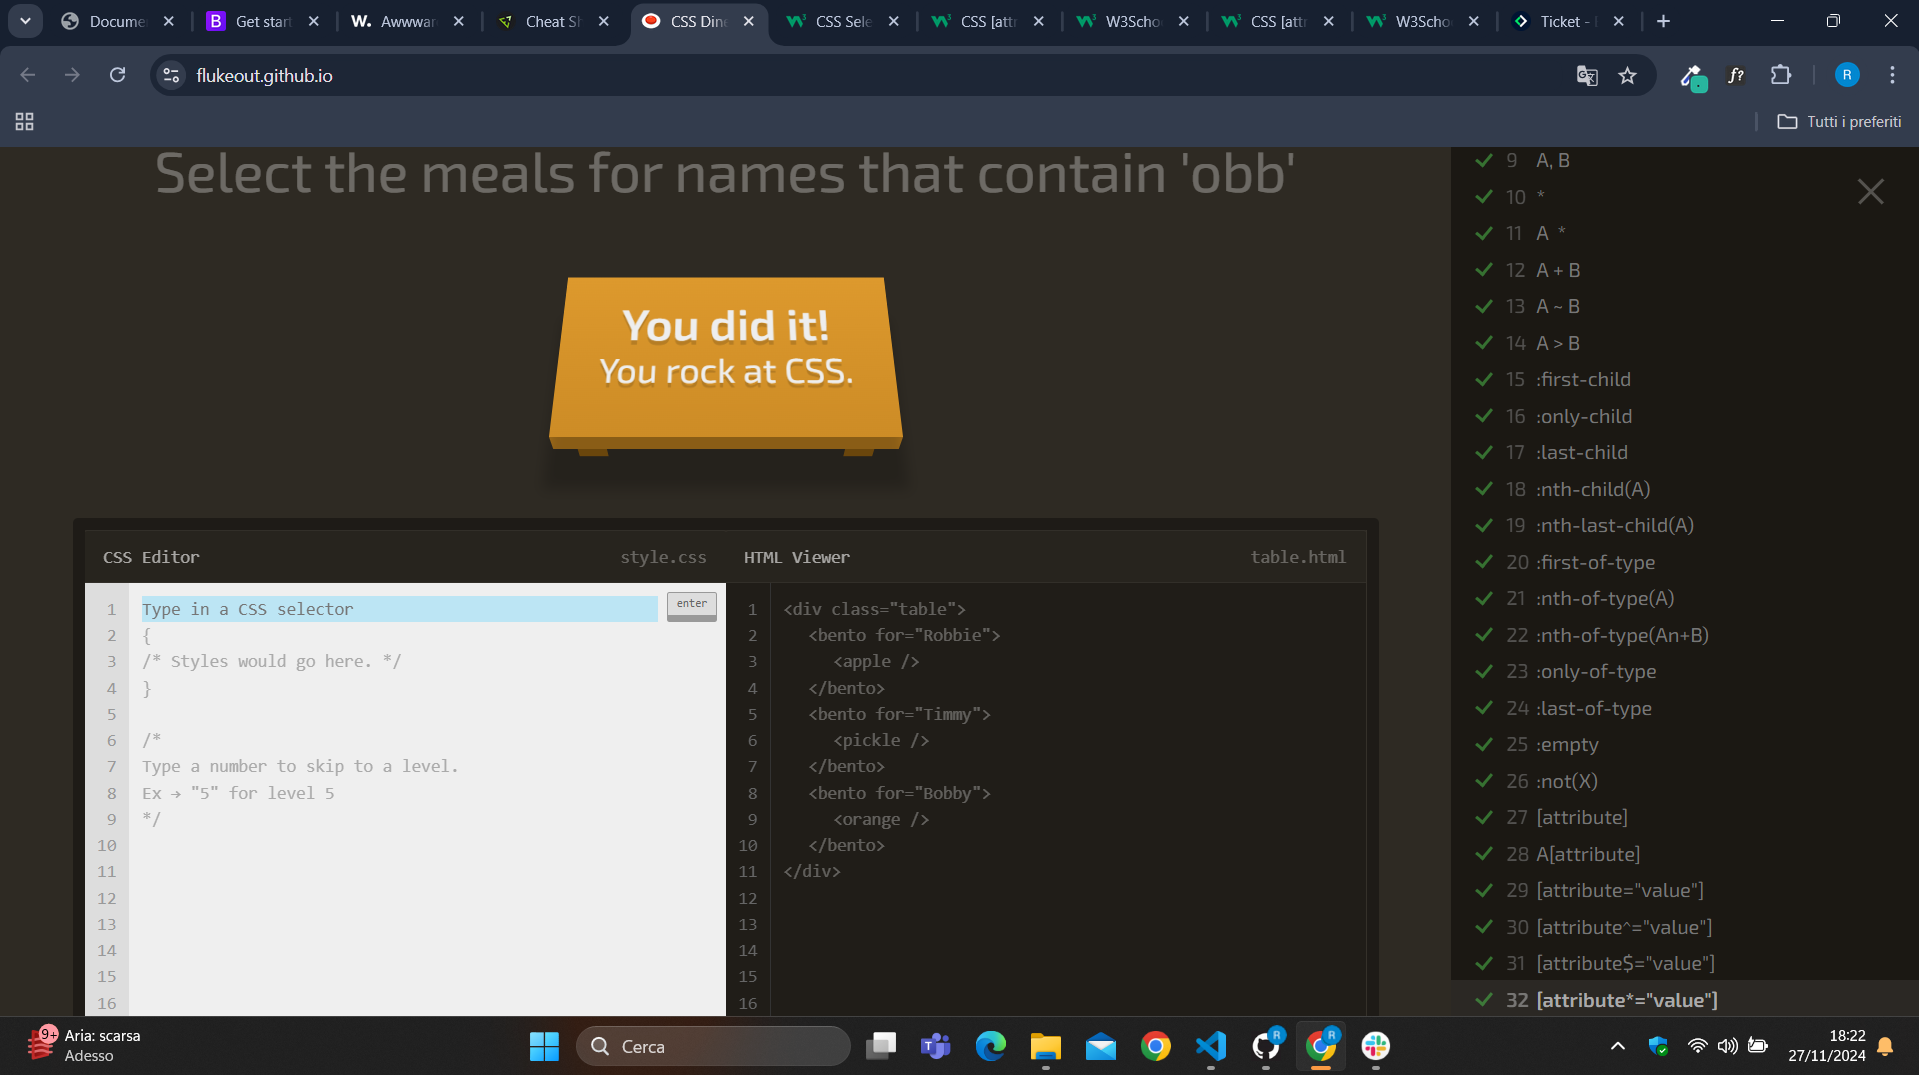 Docume
Get start
Awwwar
Cheat Sh
CSS Dine
CSS Sele
CSS [attr
W3Scho
CSS [attr
W3Scho
Ticket -
flukeout.github.io
Tutti i preferiti
Select the meals for names that contain 'obb'
You did it!
You rock at CSS.
CSS Editor style.css
1 Type in a CSS selector enter
2 {
3 /* Styles would go here. */
4 }
5
6 /*
7 Type a number to skip to a level.
8 Ex → "5" for level 5
9 */
10
11
12
13
14
15
16
HTML Viewer table.html
1 <div class="table">
2 <bento for="Robbie">
3 <apple />
4 </bento>
5 <bento for="Timmy">
6 <pickle />
7 </bento>
8 <bento for="Bobby">
9 <orange />
10 </bento>
11 </div>
12
13
14
15
16
9 A, B
10 *
11 A *
12 A + B
13 A ~ B
14 A > B
15 :first-child
16 :only-child
17 :last-child
18 :nth-child(A)
19 :nth-last-child(A)
20 :first-of-type
21 :nth-of-type(A)
22 :nth-of-type(An+B)
23 :only-of-type
24 :last-of-type
25 :empty
26 :not(X)
27 [attribute]
28 A[attribute]
29 [attribute="value"]
30 [attribute^="value"]
31 [attribute$="value"]
32 [attribute*="value"]
9+
Aria: scarsa
Adesso
Cerca
18:22
27/11/2024